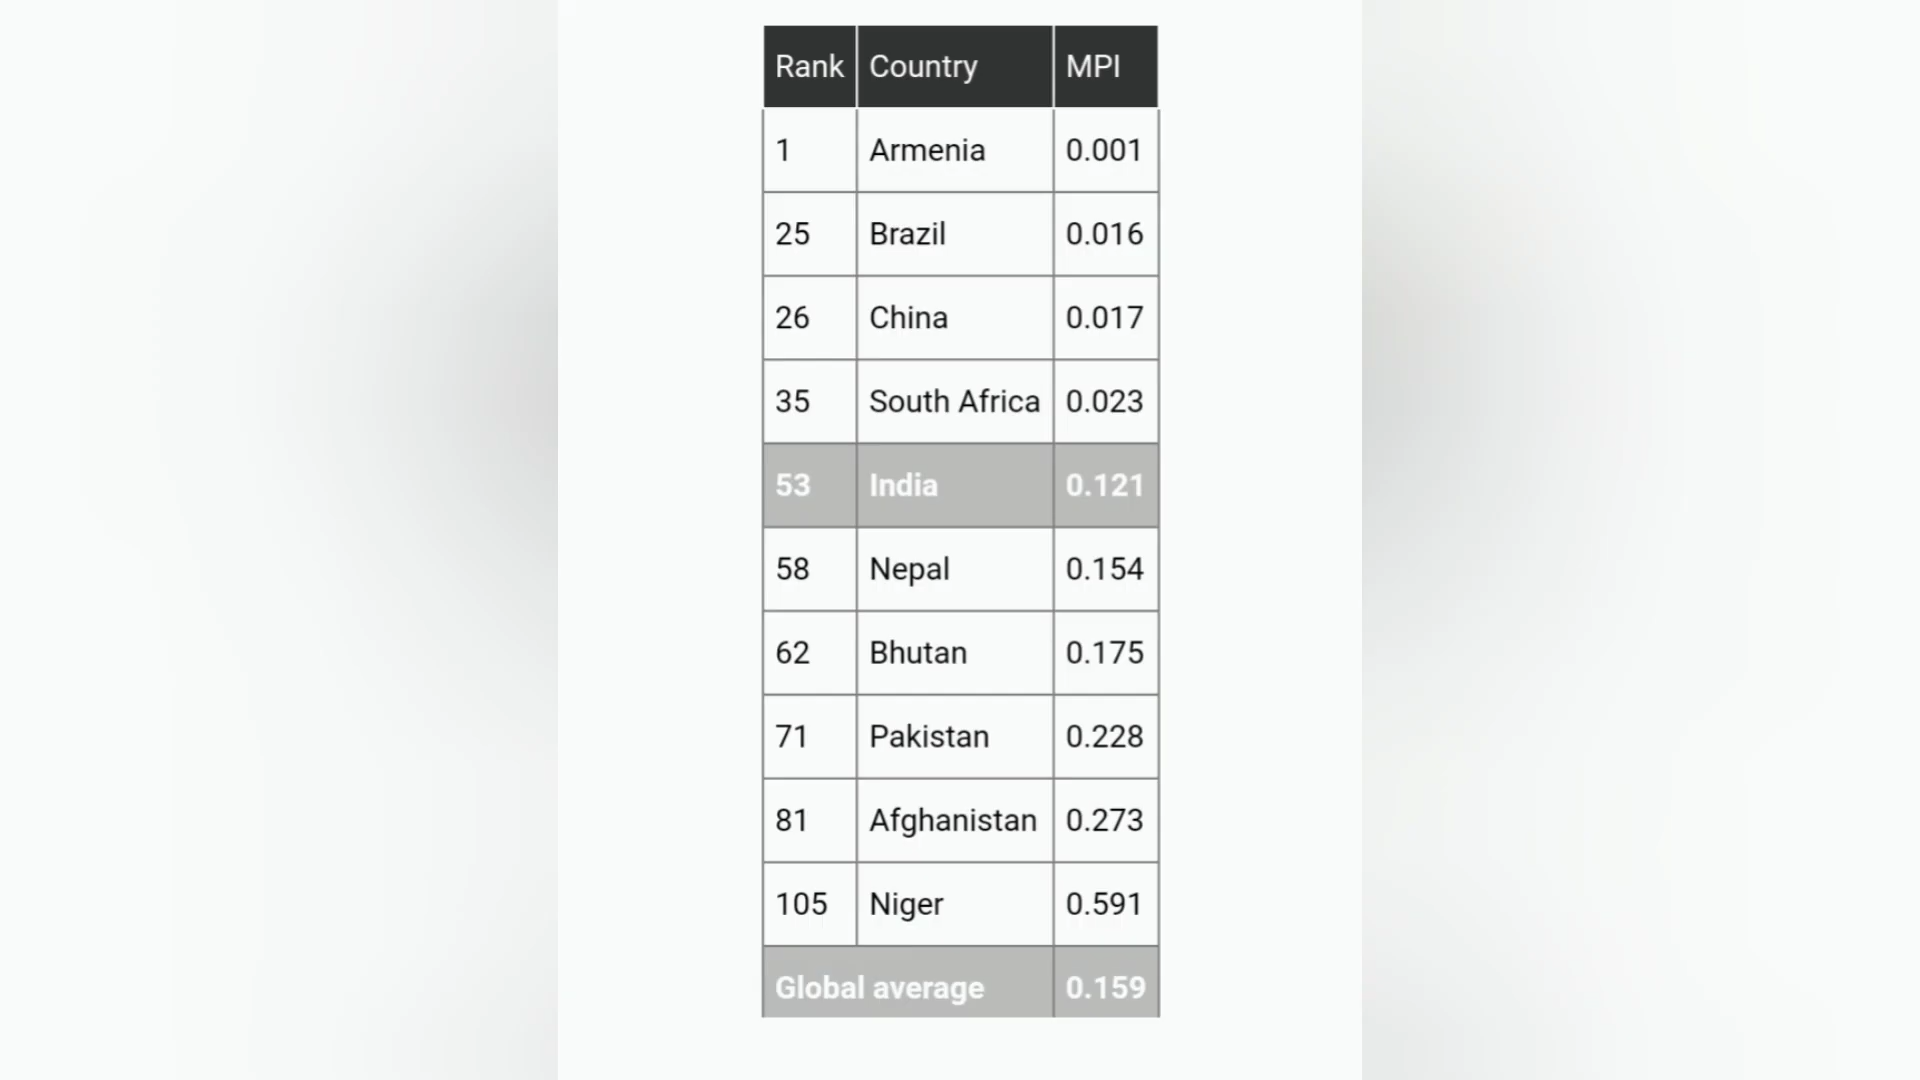 Rank Country MPI
1 Armenia 0.001
25 Brazil 0.016
26 China 0.017
35 South Africa 0.023
53 India 0.121
58 Nepal 0.154
62 Bhutan 0.175
71 Pakistan 0.228
81 Afghanistan 0.273
105 Niger 0.591
Global average 0.159